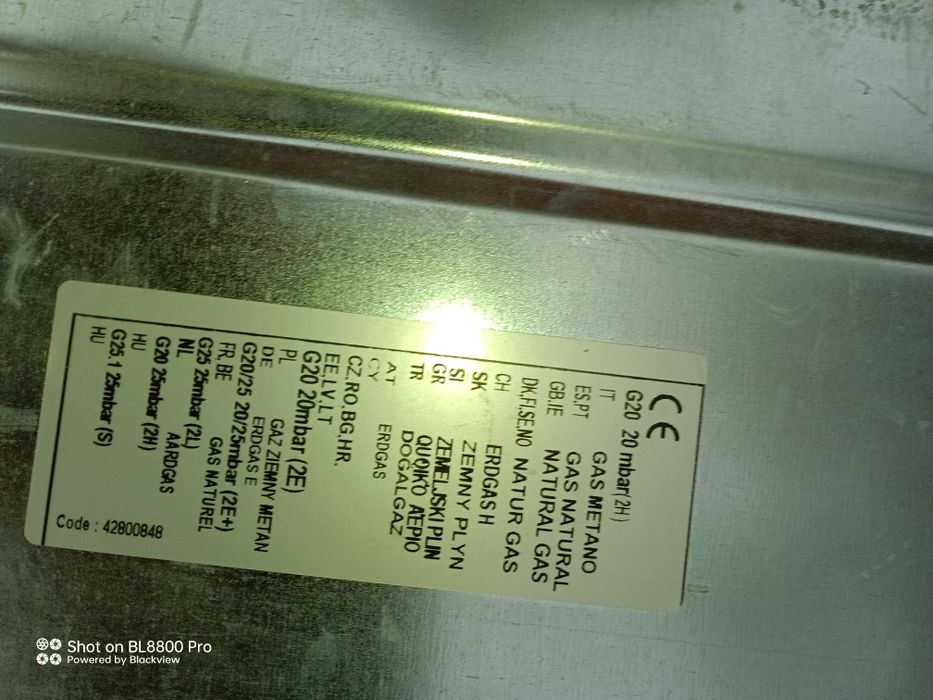 CE
G20 20 mbar(2H)
IT GAS METANO
ES,PT GAS NATURAL
GB,IE NATURAL GAS
DK,FI,SE,NO NATUR GAS
CH ERDGAS H
SK ZEMNY PLYN
SI ZEMELJSKI PLIN
GR
TR DOGALGAZ
AT ERDGAS
CY
CZ,RO,BG,HR,
EE,LV,LT
G20 20mbar (2E)
PL GAZ ZIEMNY METAN
DE ERDGAS E
G20/25 20/25mbar (2E+)
FR,BE GAS NATUREL
G25 25mbar (2L)
NL AARDGAS
G20 25mbar (2H)
HU
G25.1 25mbar (S)
HU
Code : 42800848
Shot on BL8800 Pro
Powered by Blackview